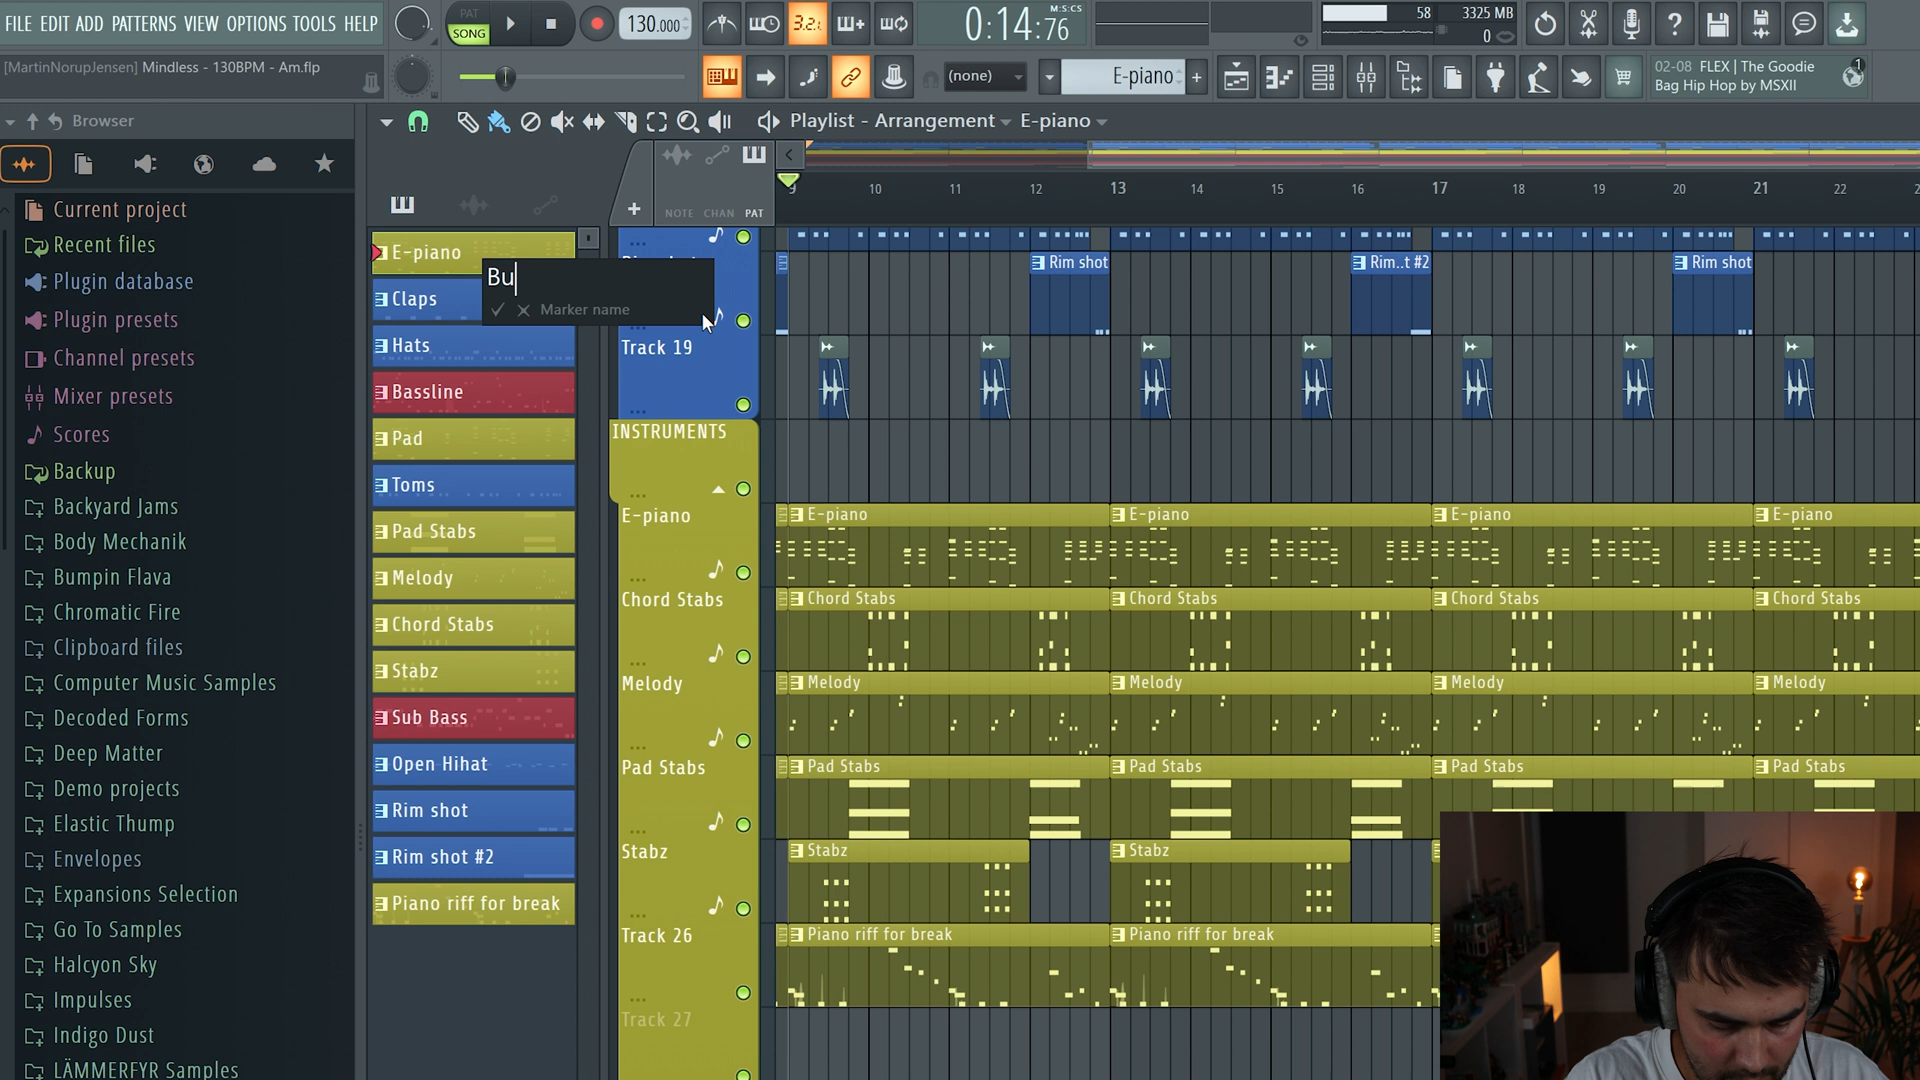 FILE EDIT ADD PATTERNS VIEW OPTIONS TOOLS HELP
PAT
SONG
130.000
3.2.
0:14:76
M:S:CS
58
3325 MB
0
[MartinNorupJensen] Mindless - 130BPM - Am.flp
(none)
E-piano
02-08 FLEX | The Goodie
Bag Hip Hop by MSXII
1
Browser
Playlist - Arrangement
E-piano
Current project
Recent files
Plugin database
Plugin presets
Channel presets
Mixer presets
Scores
Backup
Backyard Jams
Body Mechanik
Bumpin Flava
Chromatic Fire
Clipboard files
Computer Music Samples
Decoded Forms
Deep Matter
Demo projects
Elastic Thump
Envelopes
Expansions Selection
Go To Samples
Halcyon Sky
Impulses
Indigo Dust
LÄMMERFYR Samples
E-piano
Claps
Hats
Bassline
Pad
Toms
Pad Stabs
Melody
Chord Stabs
Stabz
Sub Bass
Open Hihat
Rim shot
Rim shot #2
Piano riff for break
Bu
Marker name
NOTE CHAN PAT
9 10 11 12 13 14 15 16 17 18 19 20 21 22
Rim shot
Rim..t #2
Rim shot
Track 19
INSTRUMENTS
E-piano
E-piano
E-piano
E-piano
E-piano
Chord Stabs
Chord Stabs
Chord Stabs
Chord Stabs
Chord Stabs
Melody
Melody
Melody
Melody
Melody
Pad Stabs
Pad Stabs
Pad Stabs
Pad Stabs
Pad Stabs
Stabz
Stabz
Stabz
Track 26
Piano riff for break
Piano riff for break
Track 27